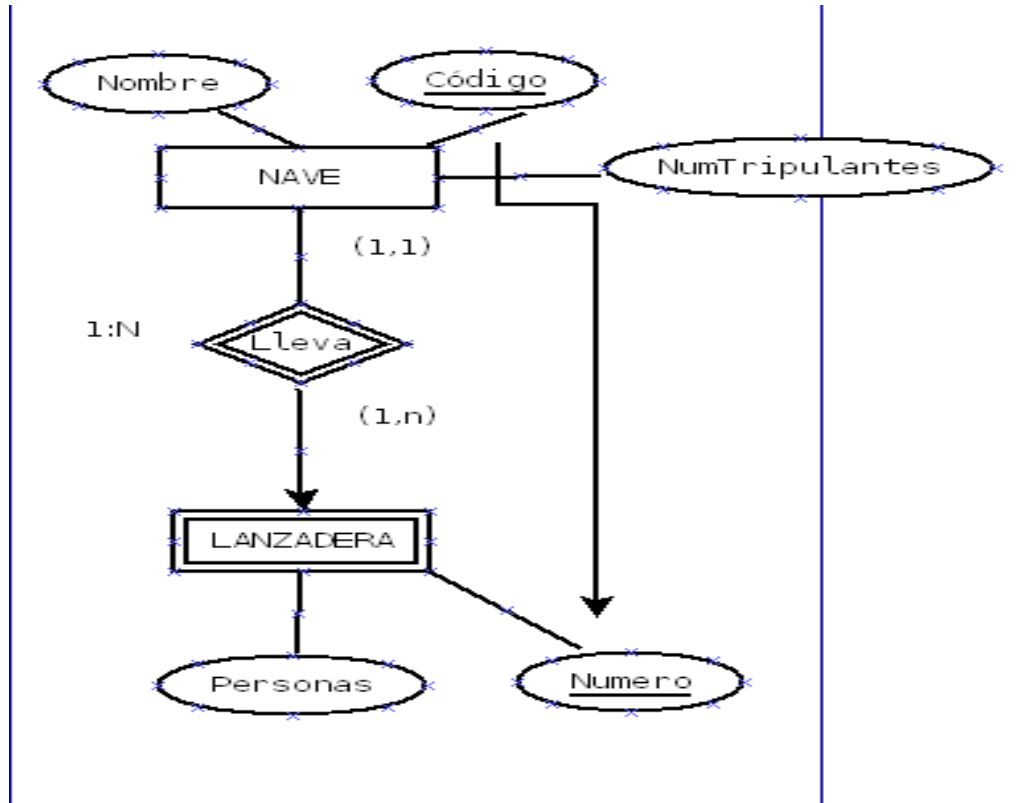 Nombre
Código
NAVE
NumTripulantes
(1,1)
1:N
Lleva
(1,n)
LANZADERA
Personas
Numero